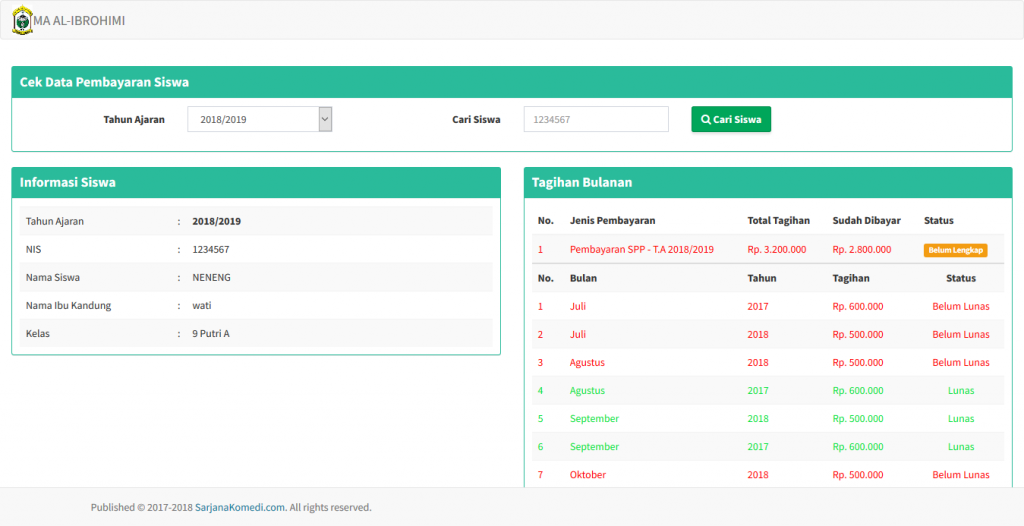 MA AL-IBROHIMI
Cek Data Pembayaran Siswa
Tahun Ajaran 2018/2019 Cari Siswa 1234567 Cari Siswa
Informasi Siswa
Tahun Ajaran : 2018/2019
NIS : 1234567
Nama Siswa : NENENG
Nama Ibu Kandung : wati
Kelas : 9 Putri A
Tagihan Bulanan
No. Jenis Pembayaran Total Tagihan Sudah Dibayar Status
1 Pembayaran SPP - T.A 2018/2019 Rp. 3.200.000 Rp. 2.800.000 Belum Lengkap
No. Bulan Tahun Tagihan Status
1 Juli 2017 Rp. 600.000 Belum Lunas
2 Juli 2018 Rp. 500.000 Belum Lunas
3 Agustus 2018 Rp. 500.000 Belum Lunas
4 Agustus 2017 Rp. 600.000 Lunas
5 September 2018 Rp. 500.000 Lunas
6 September 2017 Rp. 600.000 Lunas
7 Oktober 2018 Rp. 500.000 Belum Lunas
Published © 2017-2018 SarjanaKomedi.com. All rights reserved.